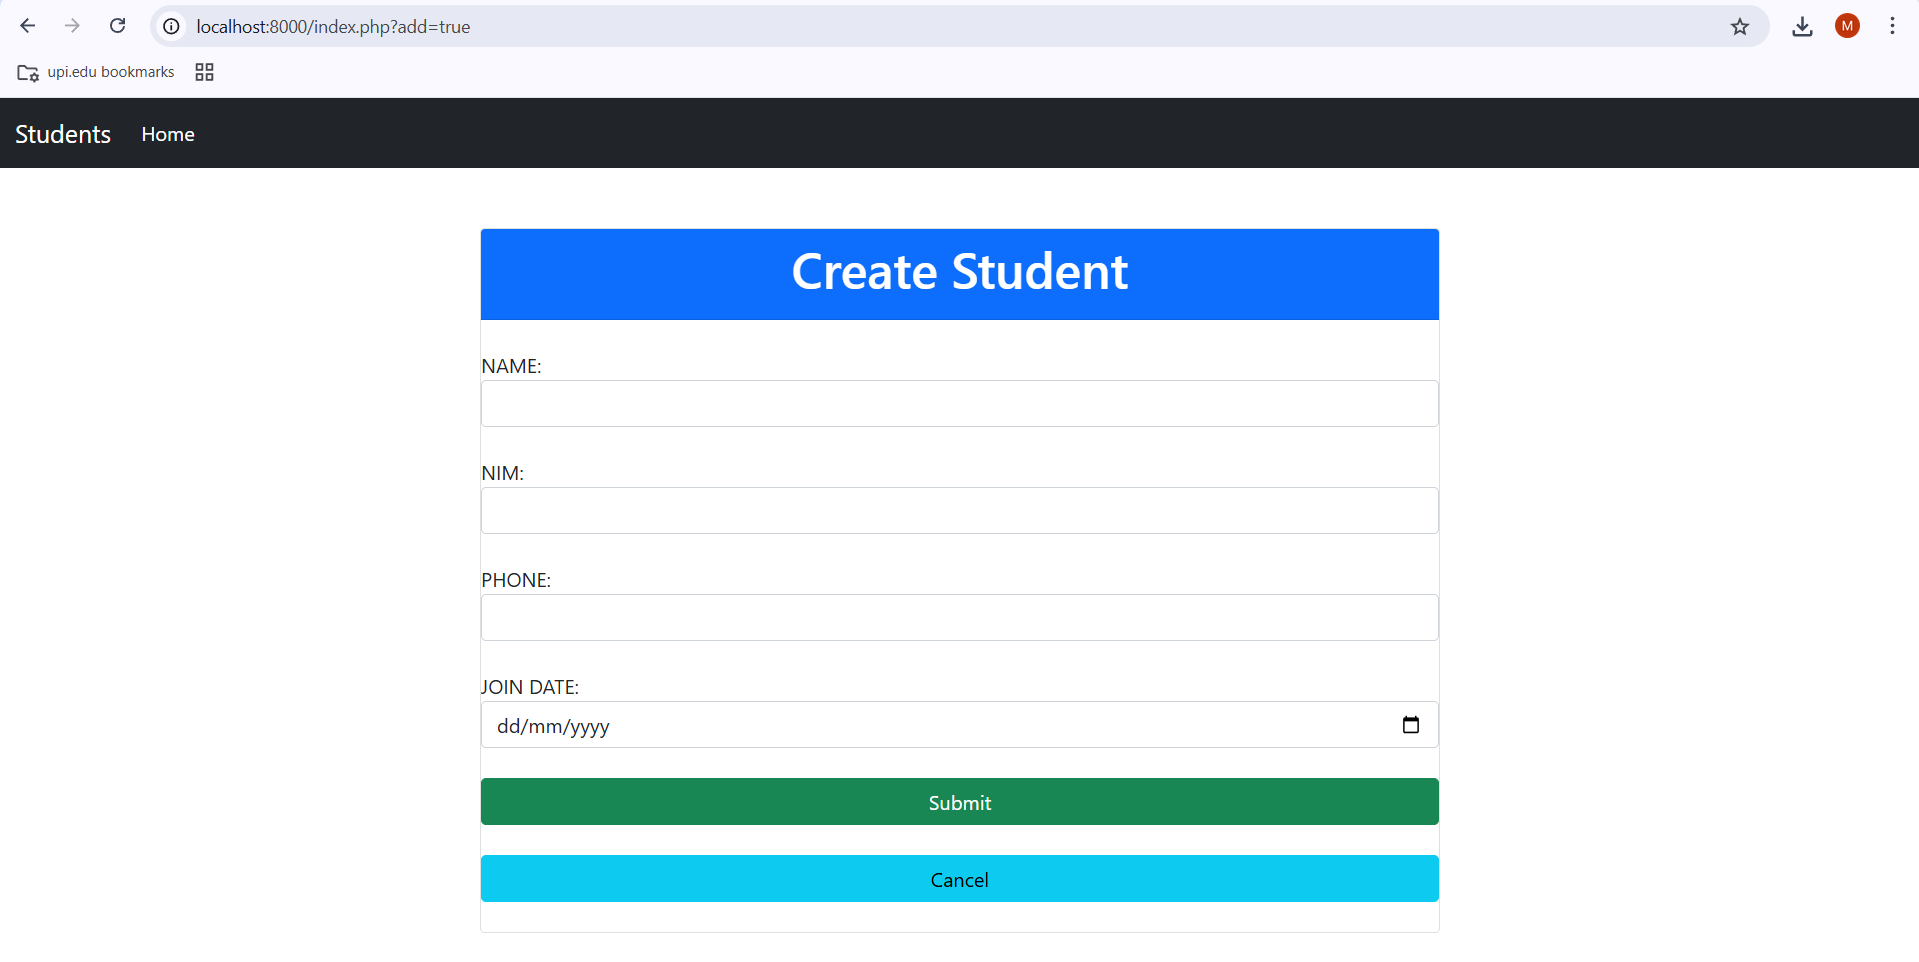 localhost:8000/index.php?add=true
M
upi.edu bookmarks
Students Home
Create Student
NAME:
NIM:
PHONE:
JOIN DATE:
dd/mm/yyyy
Submit
Cancel